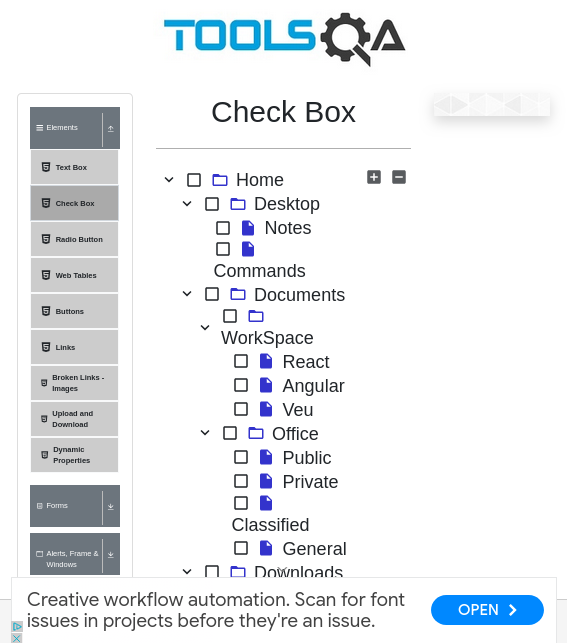 TOOLSQA
Elements
Text Box
Check Box
Radio Button
Web Tables
Buttons
Links
Broken Links -
Images
Upload and
Download
Dynamic
Properties
Forms
Alerts, Frame &
Windows
Check Box
Home
Desktop
Notes
Commands
Documents
WorkSpace
React
Angular
Veu
Office
Public
Private
Classified
General
Downloads
Creative workflow automation. Scan for font
issues in projects before they're an issue.
OPEN